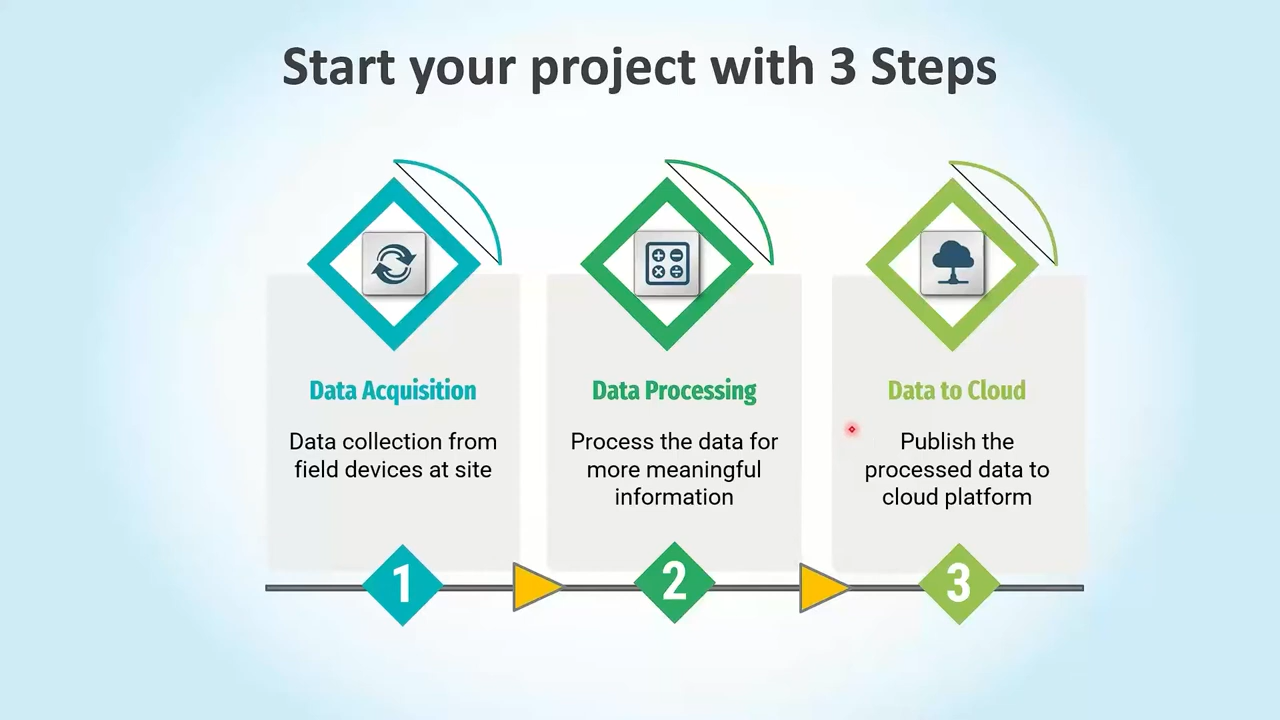 Start your project with 3 Steps
Data Acquisition
Data collection from
field devices at site
1
Data Processing
Process the data for
more meaningful
information
2
Data to Cloud
Publish the
processed data to
cloud platform
3